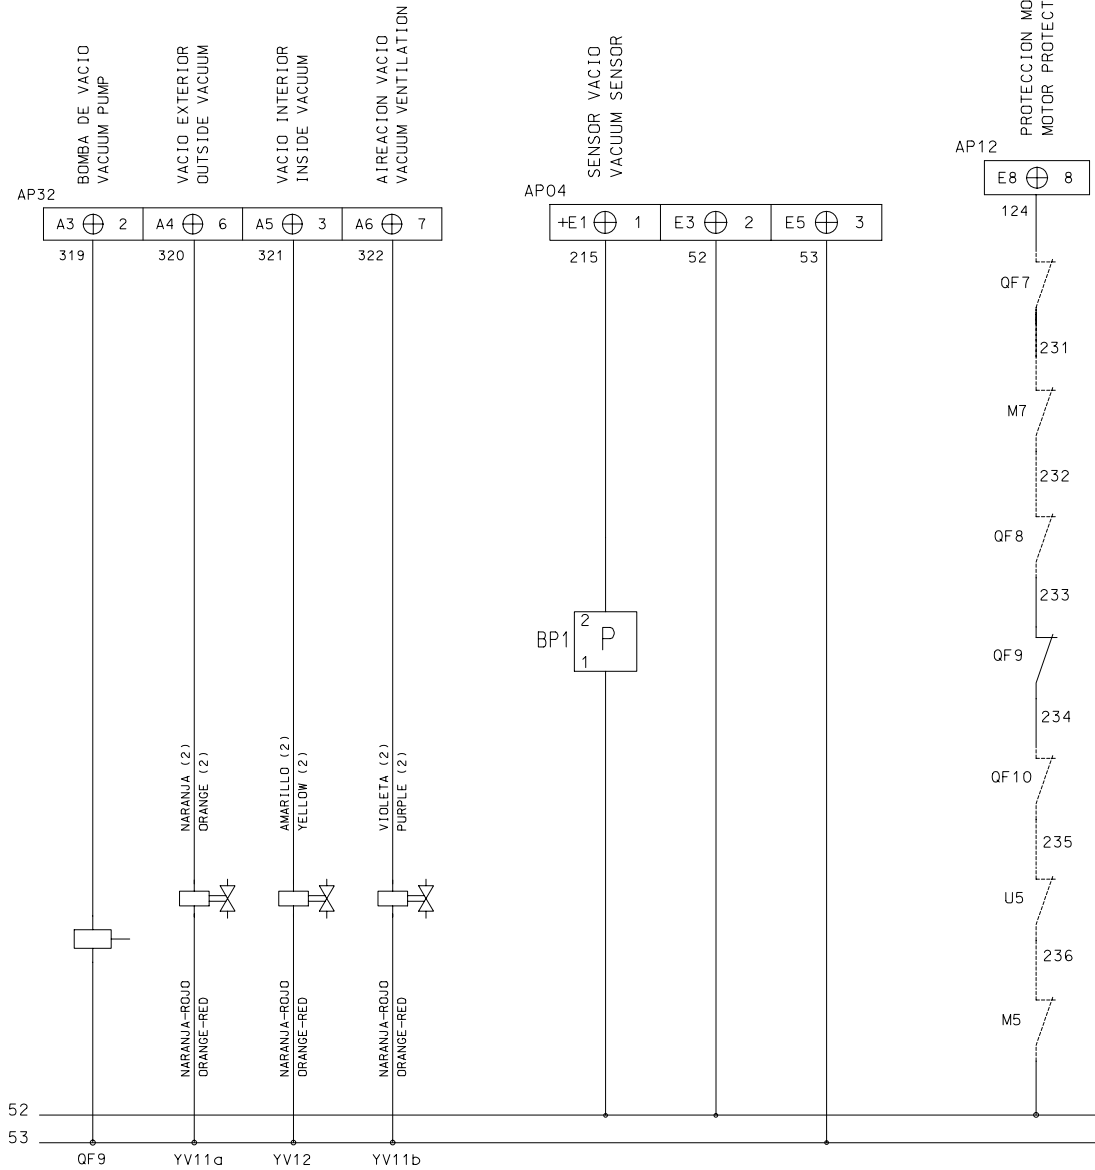 BOMBA DE VACIO
VACUUM PUMP
VACIO EXTERIOR
OUTSIDE VACUUM
VACIO INTERIOR
INSIDE VACUUM
AIREACION VACIO
VACUUM VENTILATION
SENSOR VACIO
VACUUM SENSOR
PROTECCION MO
MOTOR PROTECT
AP32
A3 2
A4 6
A5 3
A6 7
319
320
321
322
AP04
+E1 1
E3 2
E5 3
215
52
53
AP12
E8 8
124
QF7
231
M7
232
QF8
233
QF9
234
QF10
235
U5
236
M5
BP1
2
P
1
NARANJA (2)
ORANGE (2)
AMARILLO (2)
YELLOW (2)
VIOLETA (2)
PURPLE (2)
NARANJA-ROJO
ORANGE-RED
NARANJA-ROJO
ORANGE-RED
NARANJA-ROJO
ORANGE-RED
52
53
QF9
YV11a
YV12
YV11b